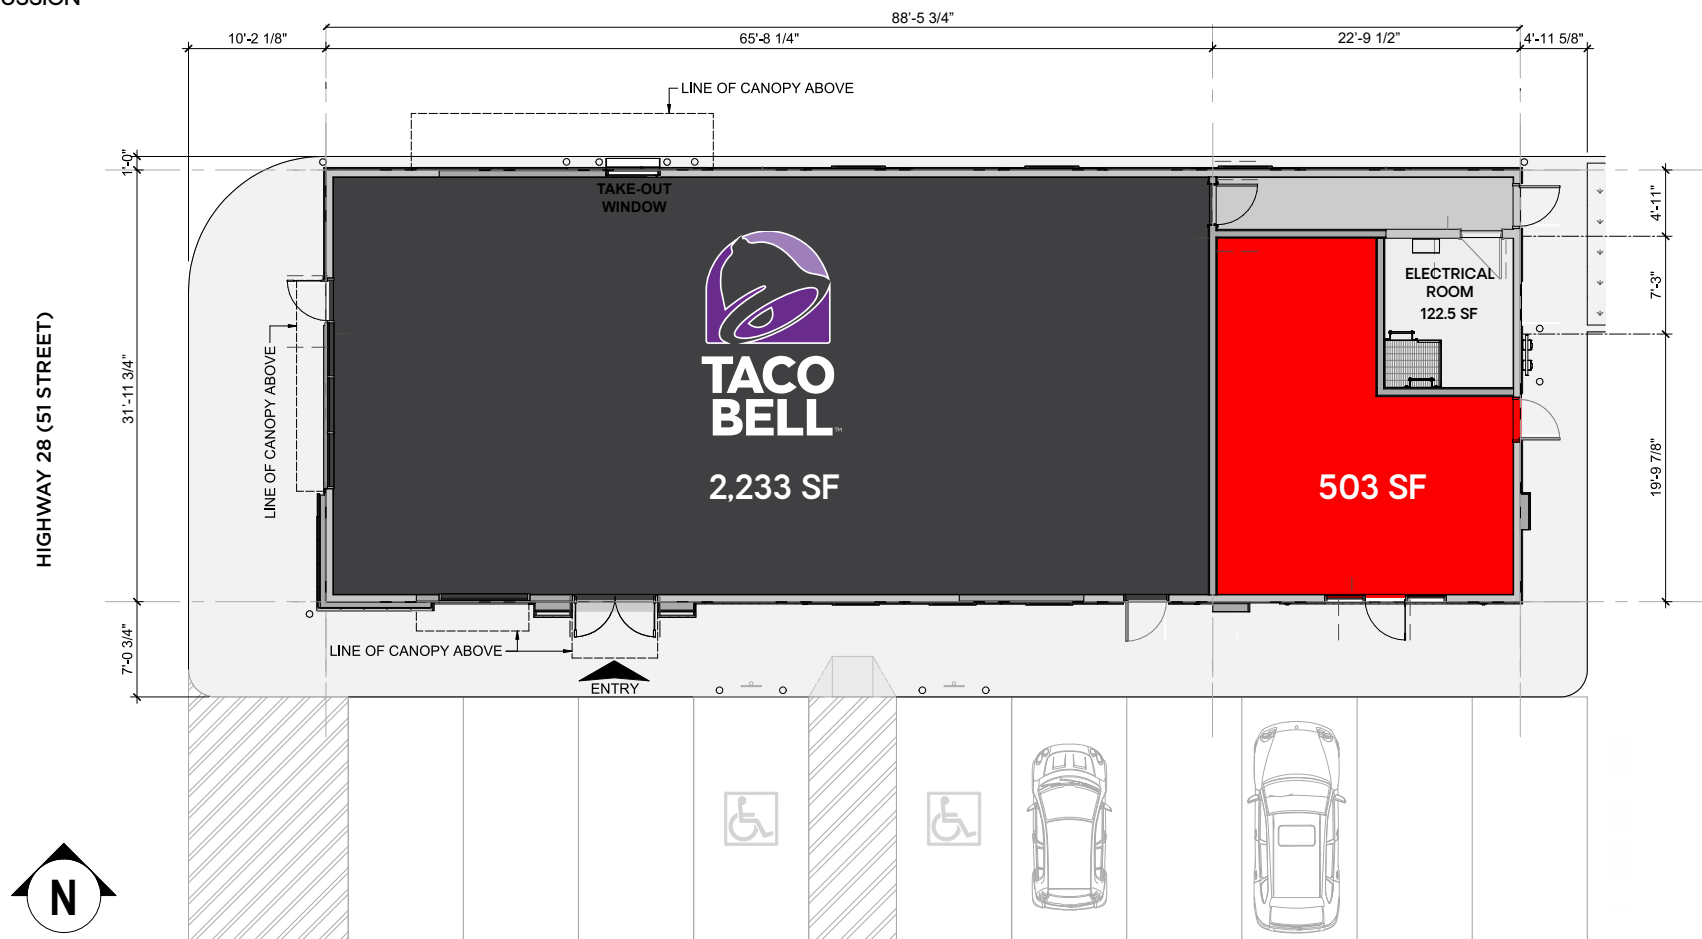 88'-5 3/4"
10'-2 1/8"
65'-8 1/4"
22'-9 1/2"
4'-11 5/8"
LINE OF CANOPY ABOVE
1'-0"
TAKE-OUT
WINDOW
4'-11"
ELECTRICAL
ROOM
122.5 SF
7'-3"
HIGHWAY 28 (51 STREET)
31'-11 3/4"
LINE OF CANOPY ABOVE
TACO
BELL
™
2,233 SF
503 SF
19'-9 7/8"
7'-0 3/4"
LINE OF CANOPY ABOVE
ENTRY
N